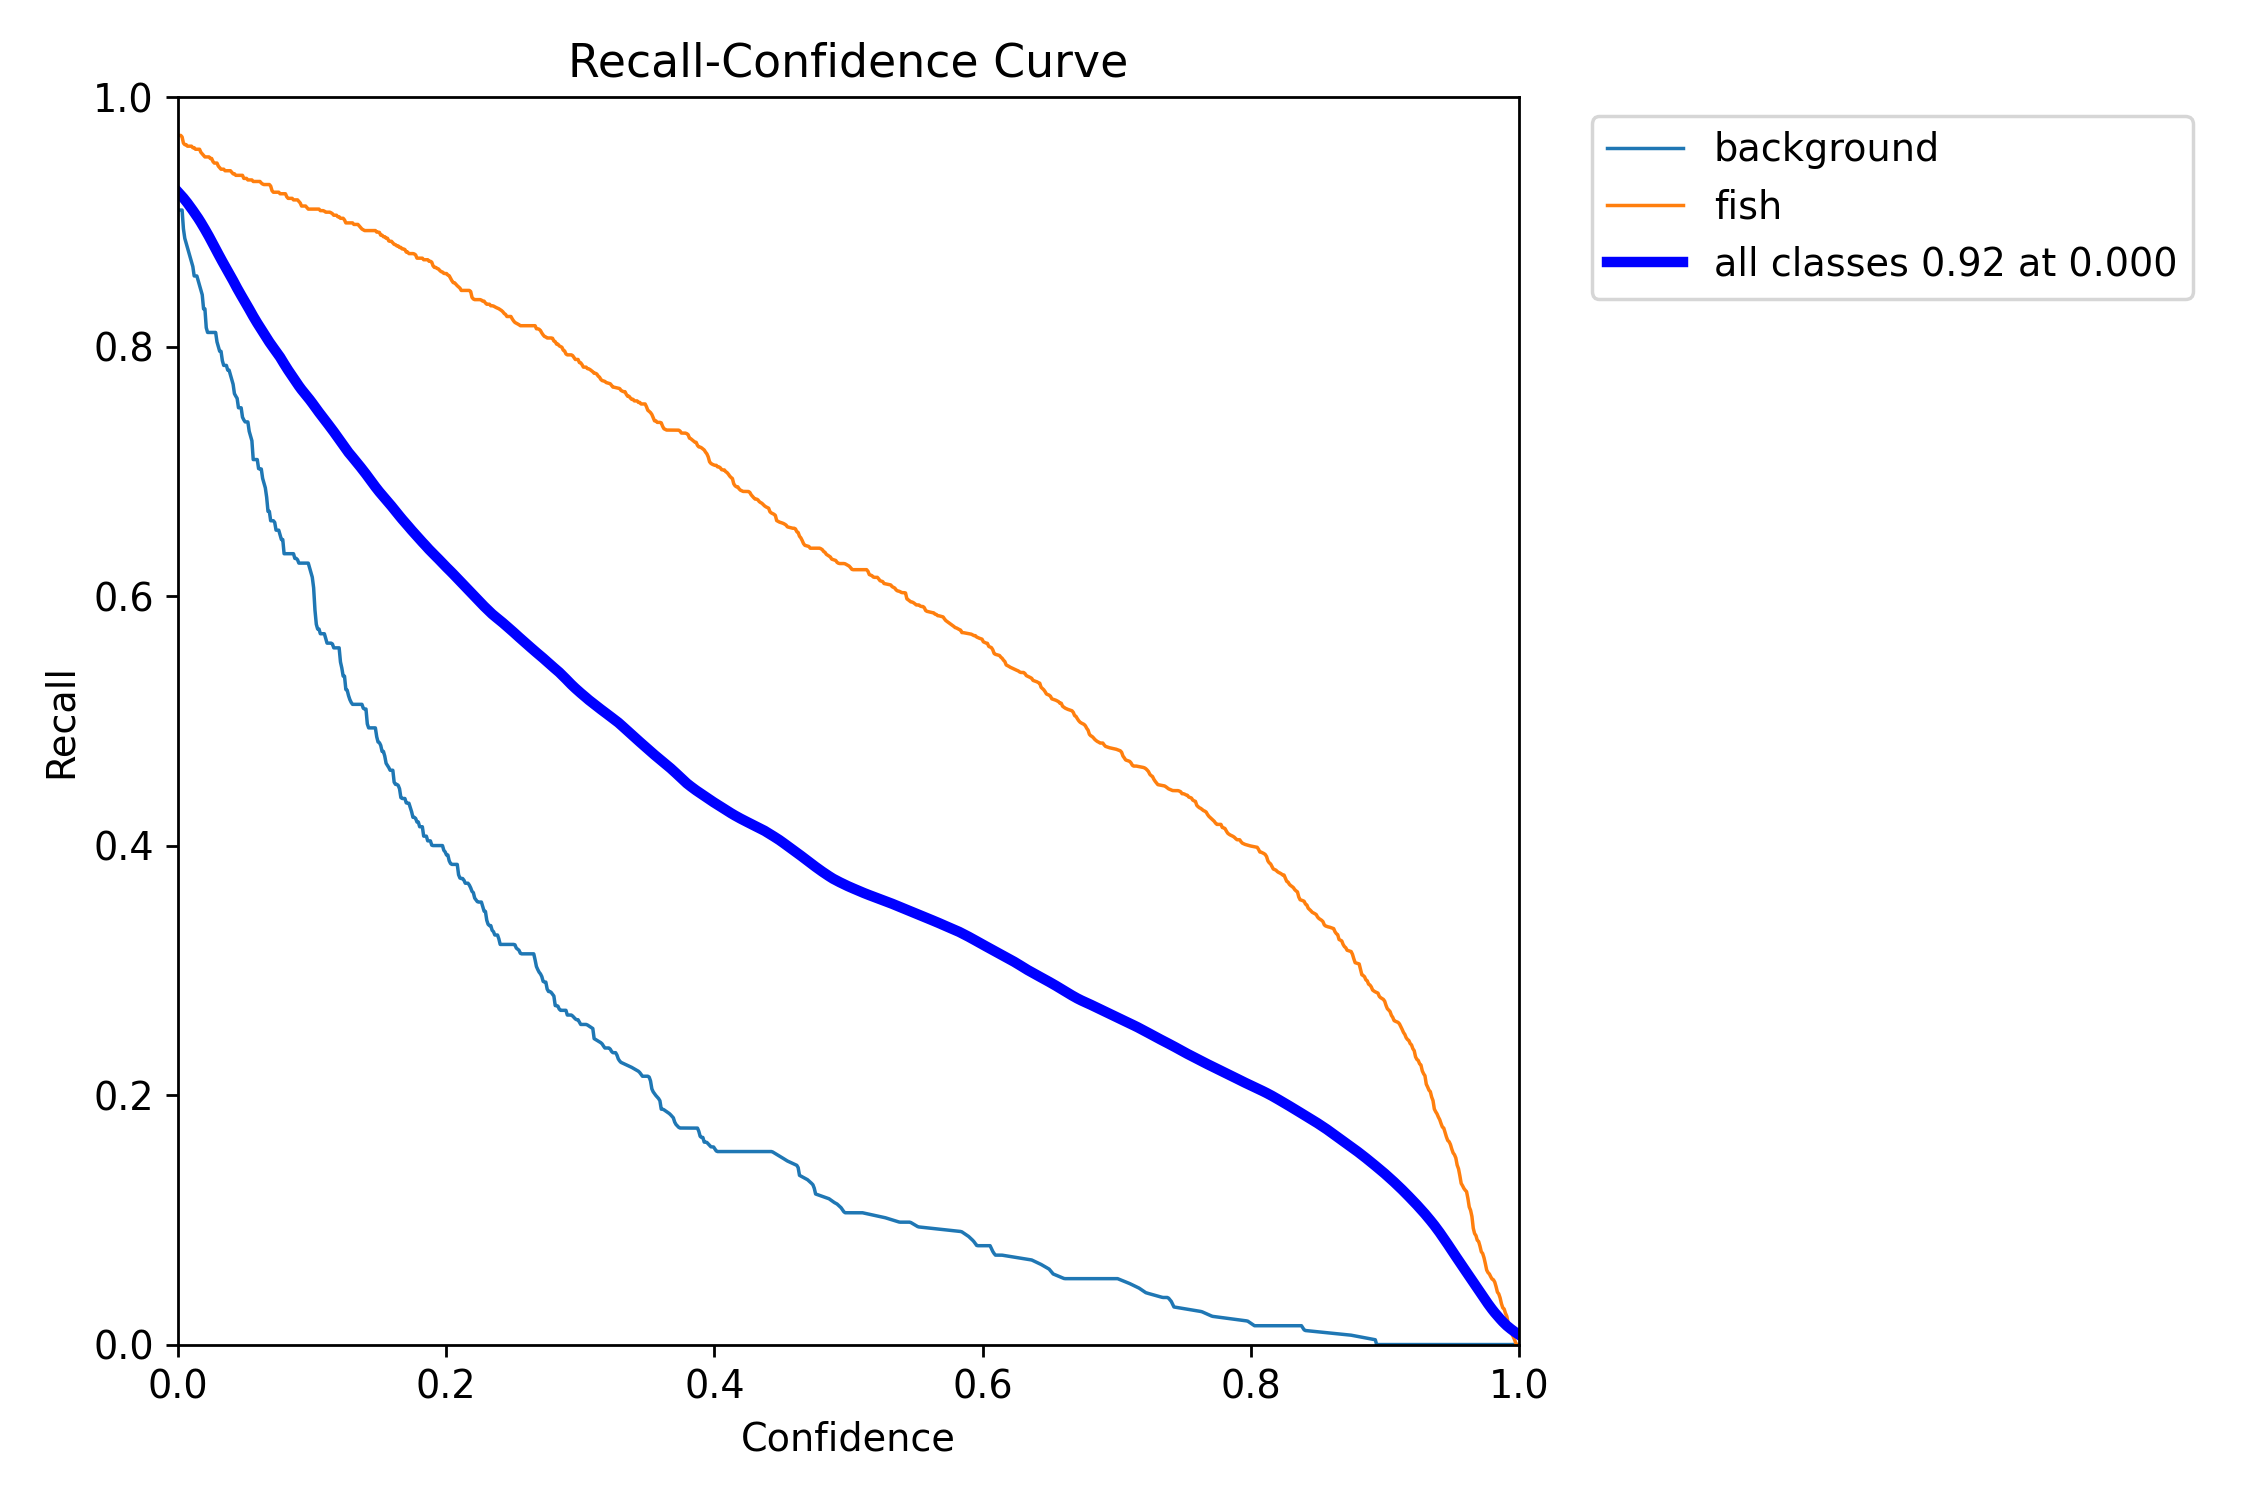 Recall-Confidence Curve
1.0
0.8
0.6
0.4
0.2
0.0
Recall
0.0 0.2 0.4 0.6 0.8 1.0
Confidence
background
fish
all classes 0.92 at 0.000